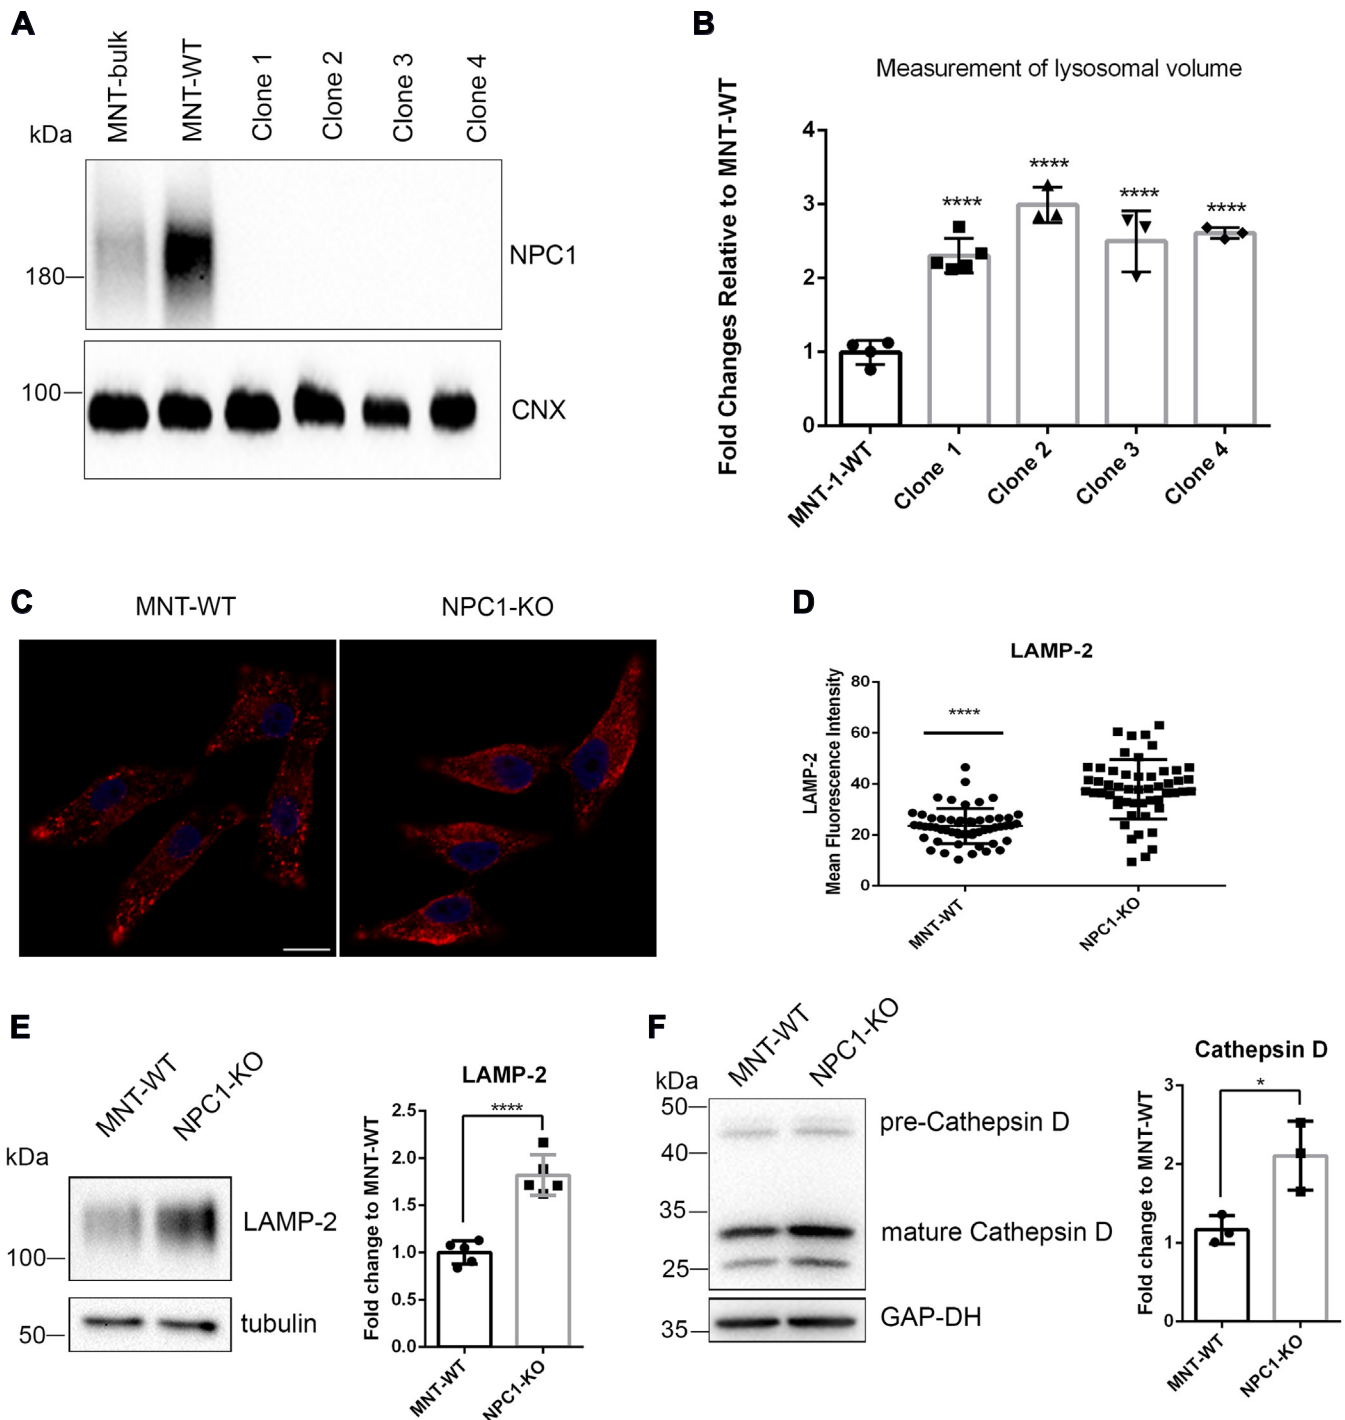 A
MNT-bulk
MNT-WT
Clone 1
Clone 2
Clone 3
Clone 4
kDa
180
NPC1
100
CNX
B
Measurement of lysosomal volume
Fold Changes Relative to MNT-WT
4
3
2
1
0
****
****
****
****
MNT-1-WT
Clone 1
Clone 2
Clone 3
Clone 4
C
MNT-WT
NPC1-KO
D
LAMP-2
LAMP-2
Mean Fluorescence Intensity
80
60
40
20
0
****
MNT-WT
NPC1-KO
E
MNT-WT
NPC1-KO
kDa
100
LAMP-2
50
tubulin
LAMP-2
Fold change to MNT-WT
2.5
2.0
1.5
1.0
0.5
0.0
****
MNT-WT
NPC1-KO
F
MNT-WT
NPC1-KO
kDa
50
pre-Cathepsin D
40
35
mature Cathepsin D
25
GAP-DH
35
Cathepsin D
Fold change to MNT-WT
3
2
1
0
*
MNT-WT
NPC1-KO